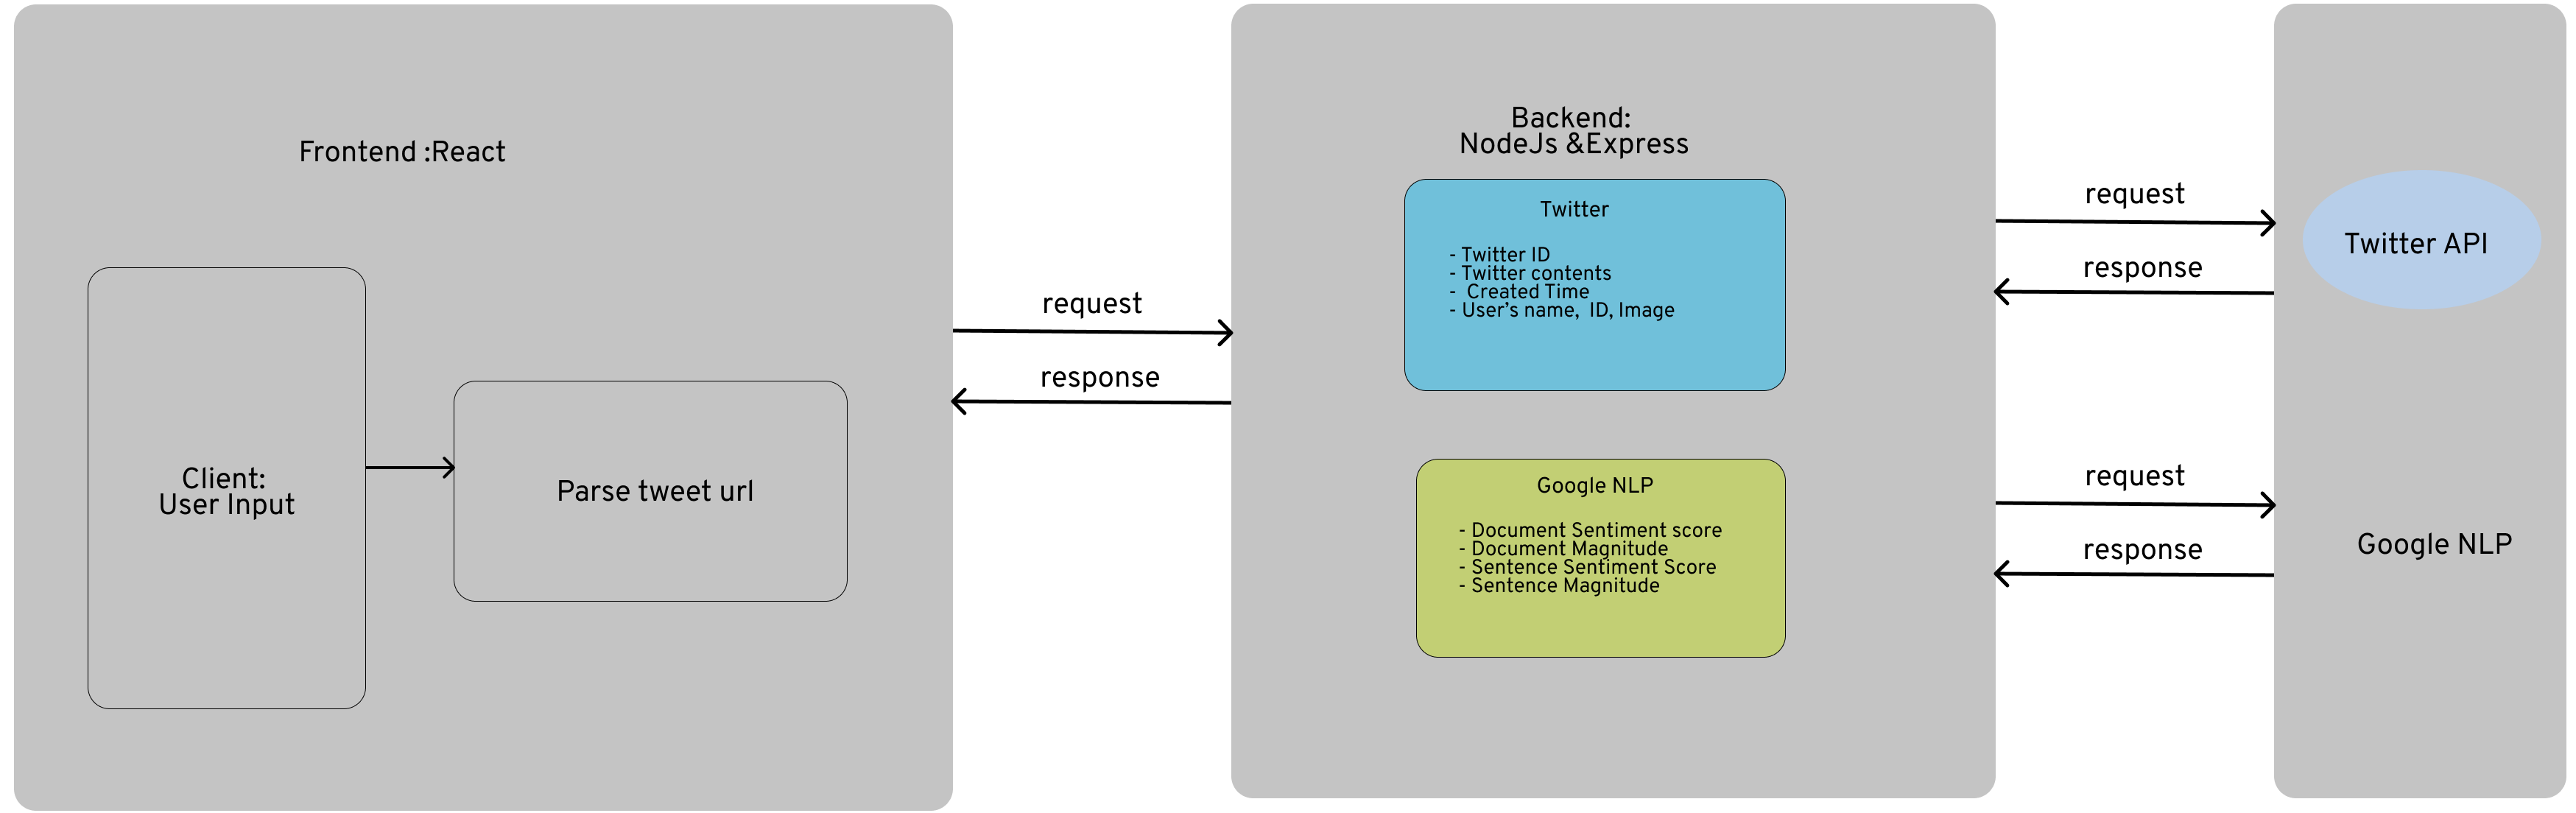 Frontend :React
Client:
User Input
Parse tweet url
request
response
Backend:
NodeJs &Express
Twitter
- Twitter ID
- Twitter contents
-  Created Time
- User’s name,  ID, Image
Google NLP
- Document Sentiment score
- Document Magnitude
- Sentence Sentiment Score
- Sentence Magnitude
request
response
request
response
Twitter API
Google NLP